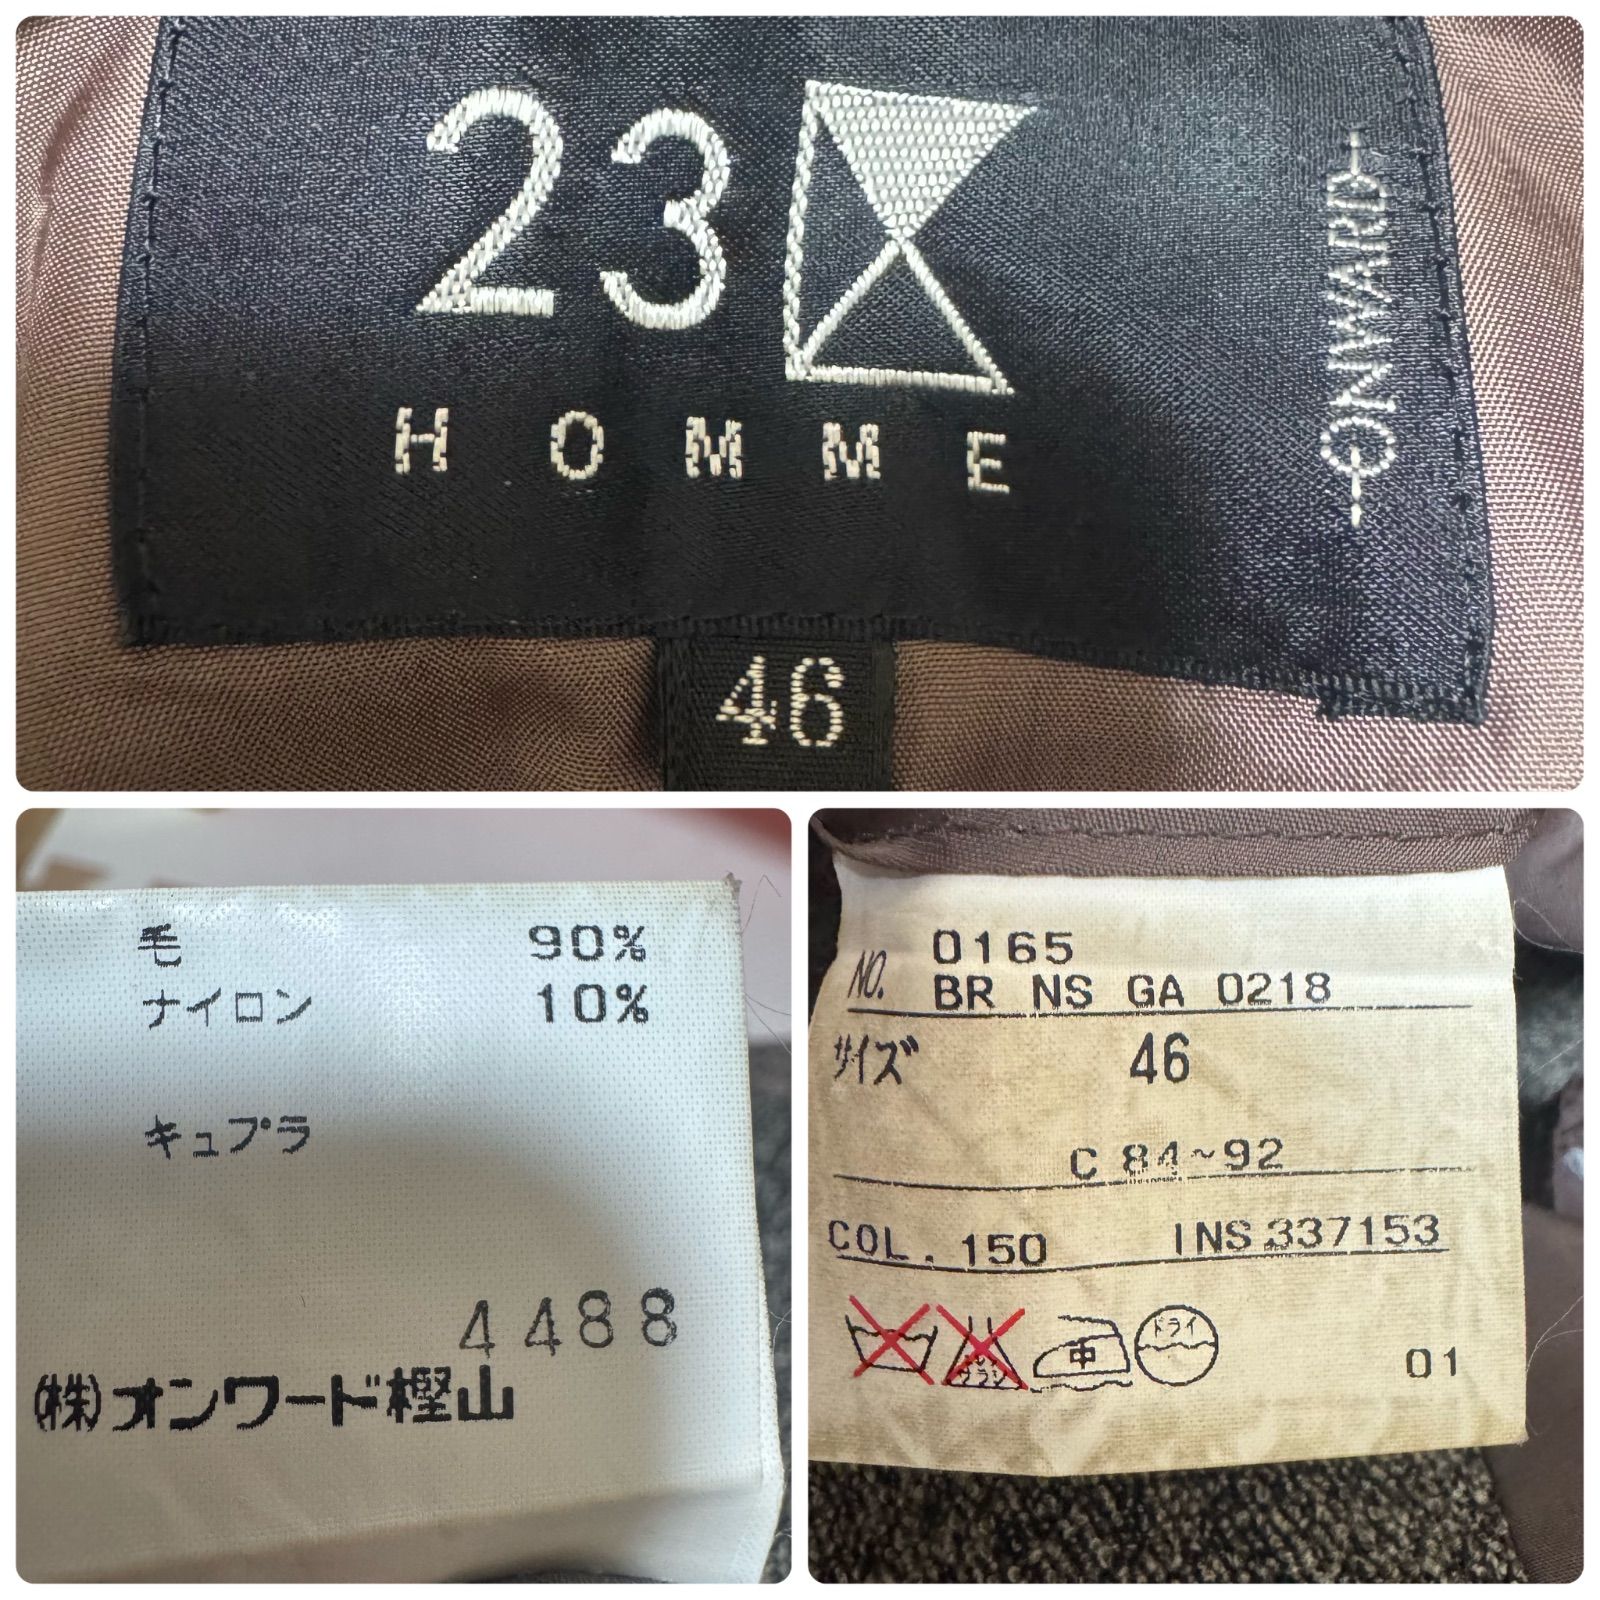 23
HOMME
ORIWARD
46
毛 90%
ナイロン 10%
キュプラ
4488
(株)オンワード樫山
NO. 0165
BR NS GA 0218
サイズ 46
C 84~92
COL. 150 INS 337153
中 ドライ
01